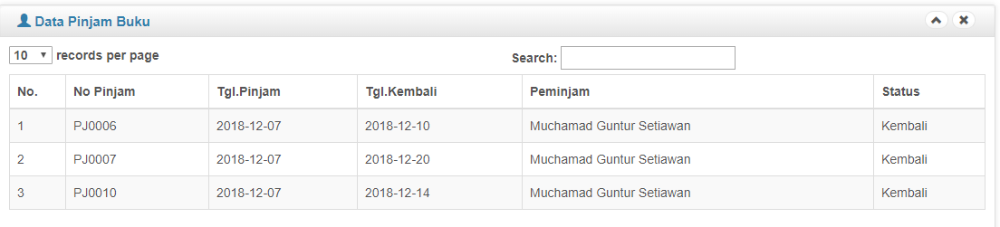 Data Pinjam Buku
10 records per page Search:
No. No Pinjam Tgl.Pinjam Tgl.Kembali Peminjam Status
1 PJ0006 2018-12-07 2018-12-10 Muchamad Guntur Setiawan Kembali
2 PJ0007 2018-12-07 2018-12-20 Muchamad Guntur Setiawan Kembali
3 PJ0010 2018-12-07 2018-12-14 Muchamad Guntur Setiawan Kembali